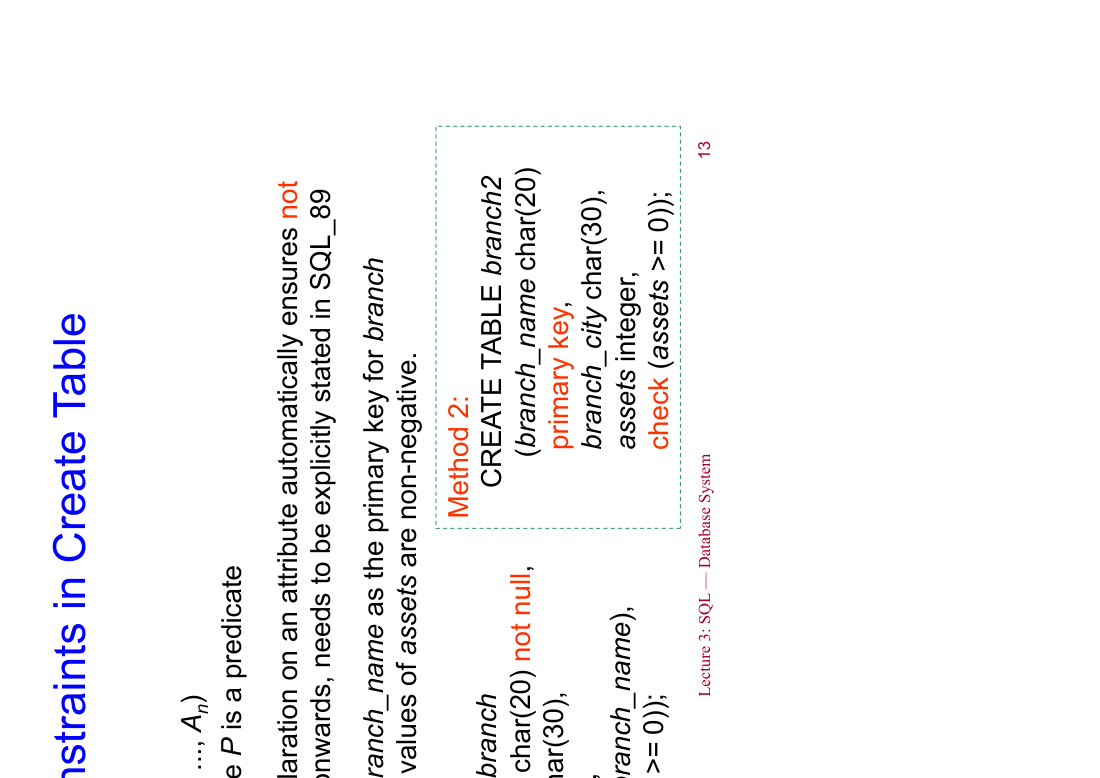 nstraints in Create Table
..., An)
e P is a predicate
laration on an attribute automatically ensures not
onwards, needs to be explicitly stated in SQL_89
ranch_name as the primary key for branch
values of assets are non-negative.
branch
char(20) not null,
har(30),
,
branch_name),
>= 0));
Method 2:
CREATE TABLE branch2
(branch_name char(20)
primary key,
branch_city char(30),
assets integer,
check (assets >= 0));
Lecture 3: SQL — Database System
13